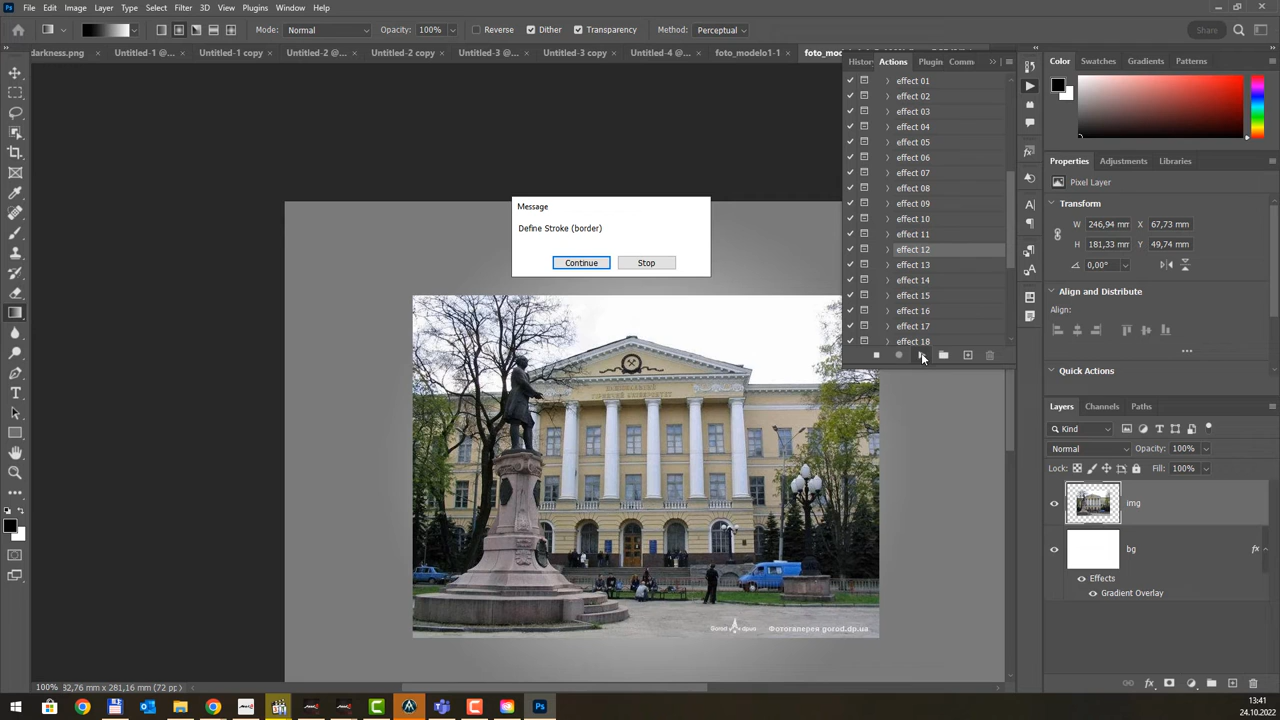 File Edit Image Layer Type Select Filter 3D View Plugins Window Help
Mode: Normal Opacity: 100% Reverse Dither Transparency Method: Perceptual Share
darkness.png Untitled-1 @... Untitled-1 copy Untitled-2 @... Untitled-2 copy Untitled-3 @... Untitled-3 copy Untitled-4 @... foto_modelo1-1
Actions Plugin Comm
effect 01
effect 02
effect 03
effect 04
effect 05
effect 06
effect 07
effect 08
effect 09
effect 10
effect 11
effect 12
effect 13
effect 14
effect 15
effect 16
effect 17
effect 18
Message
Define Stroke (border)
Continue Stop
Gorod dp.ua Фотогалерея gorod.dp.ua
Color Swatches Gradients Patterns
Properties Adjustments Libraries
Pixel Layer
Transform
W 246,94 mm X 67,73 mm
H 181,33 mm Y 49,74 mm
0,00°
Align and Distribute
Align:
Quick Actions
Layers Channels Paths
Kind
Normal Opacity: 100%
Lock: Fill: 100%
img
bg fx
Effects
Gradient Overlay
100% 82,76 mm x 281,16 mm (72 pp
13:41
24.10.2022